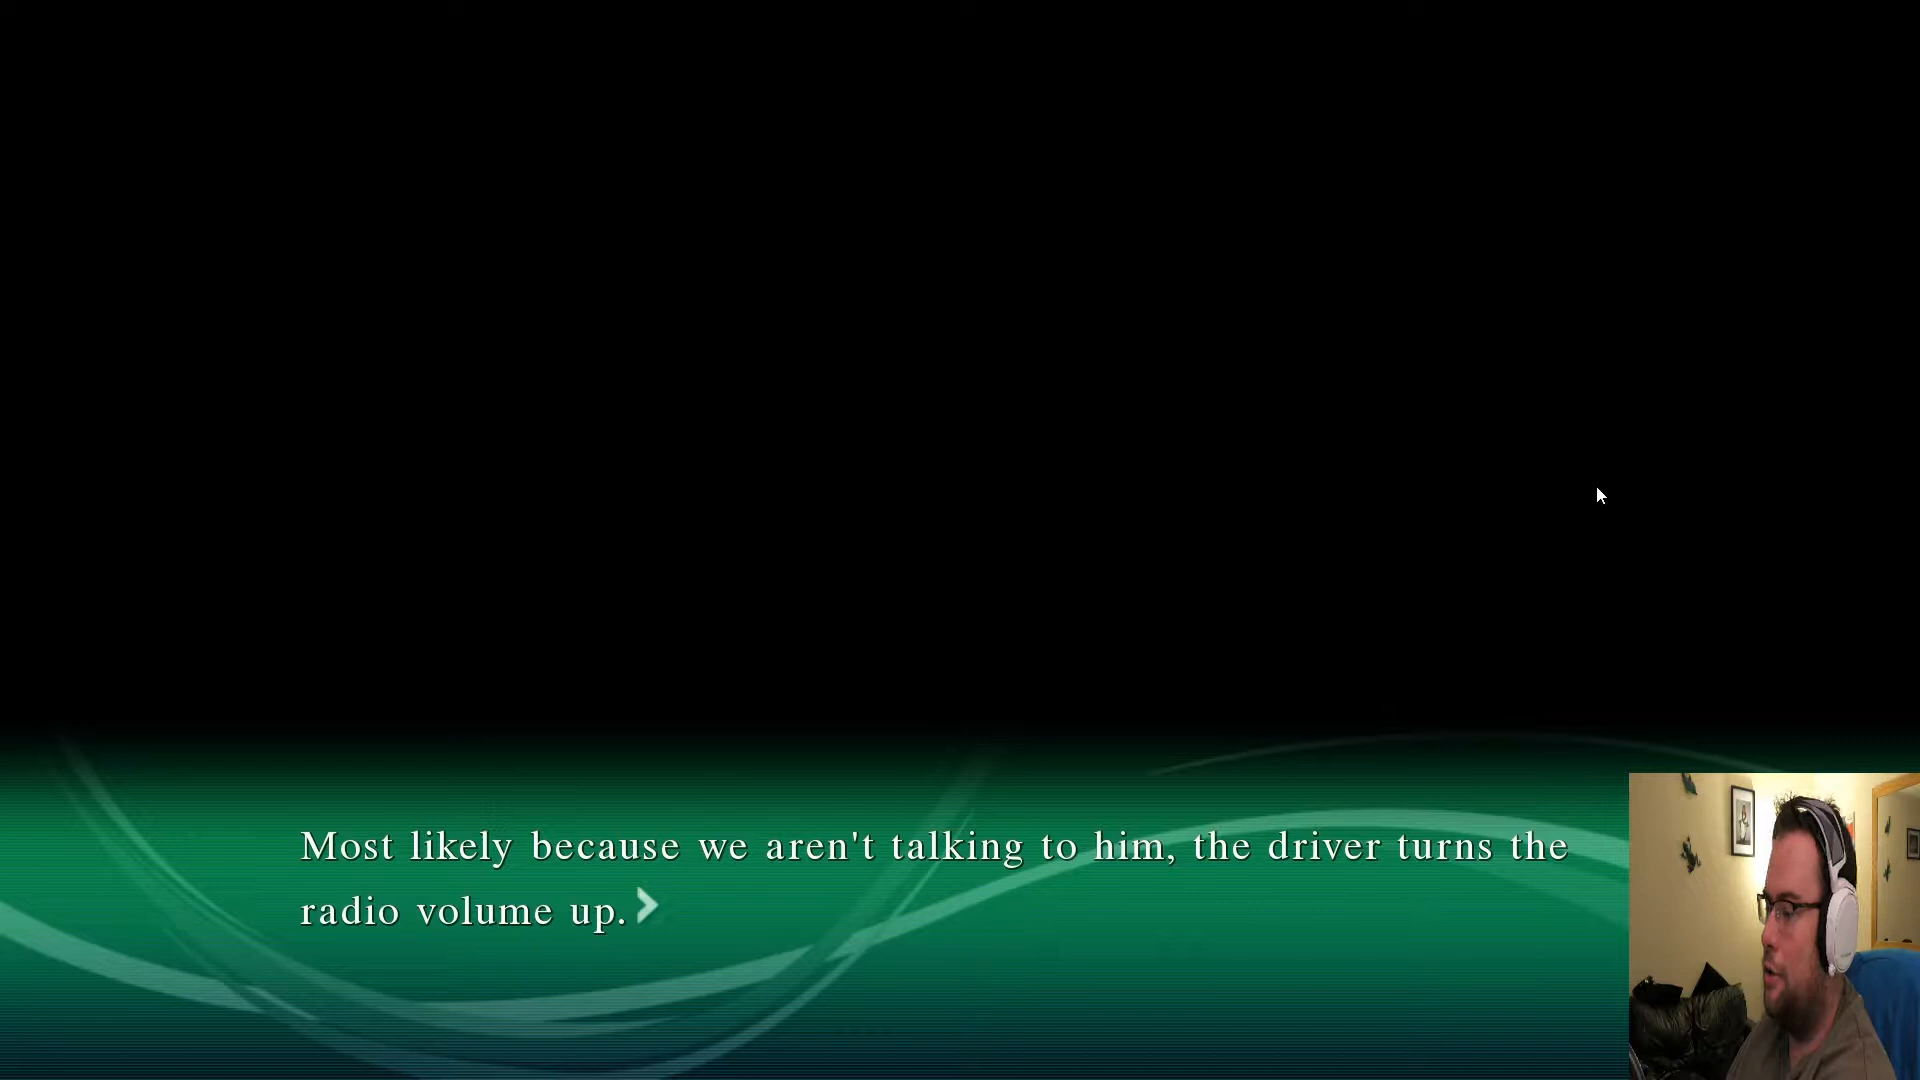 Most likely because we aren't talking to him, the driver turns the
radio volume up.